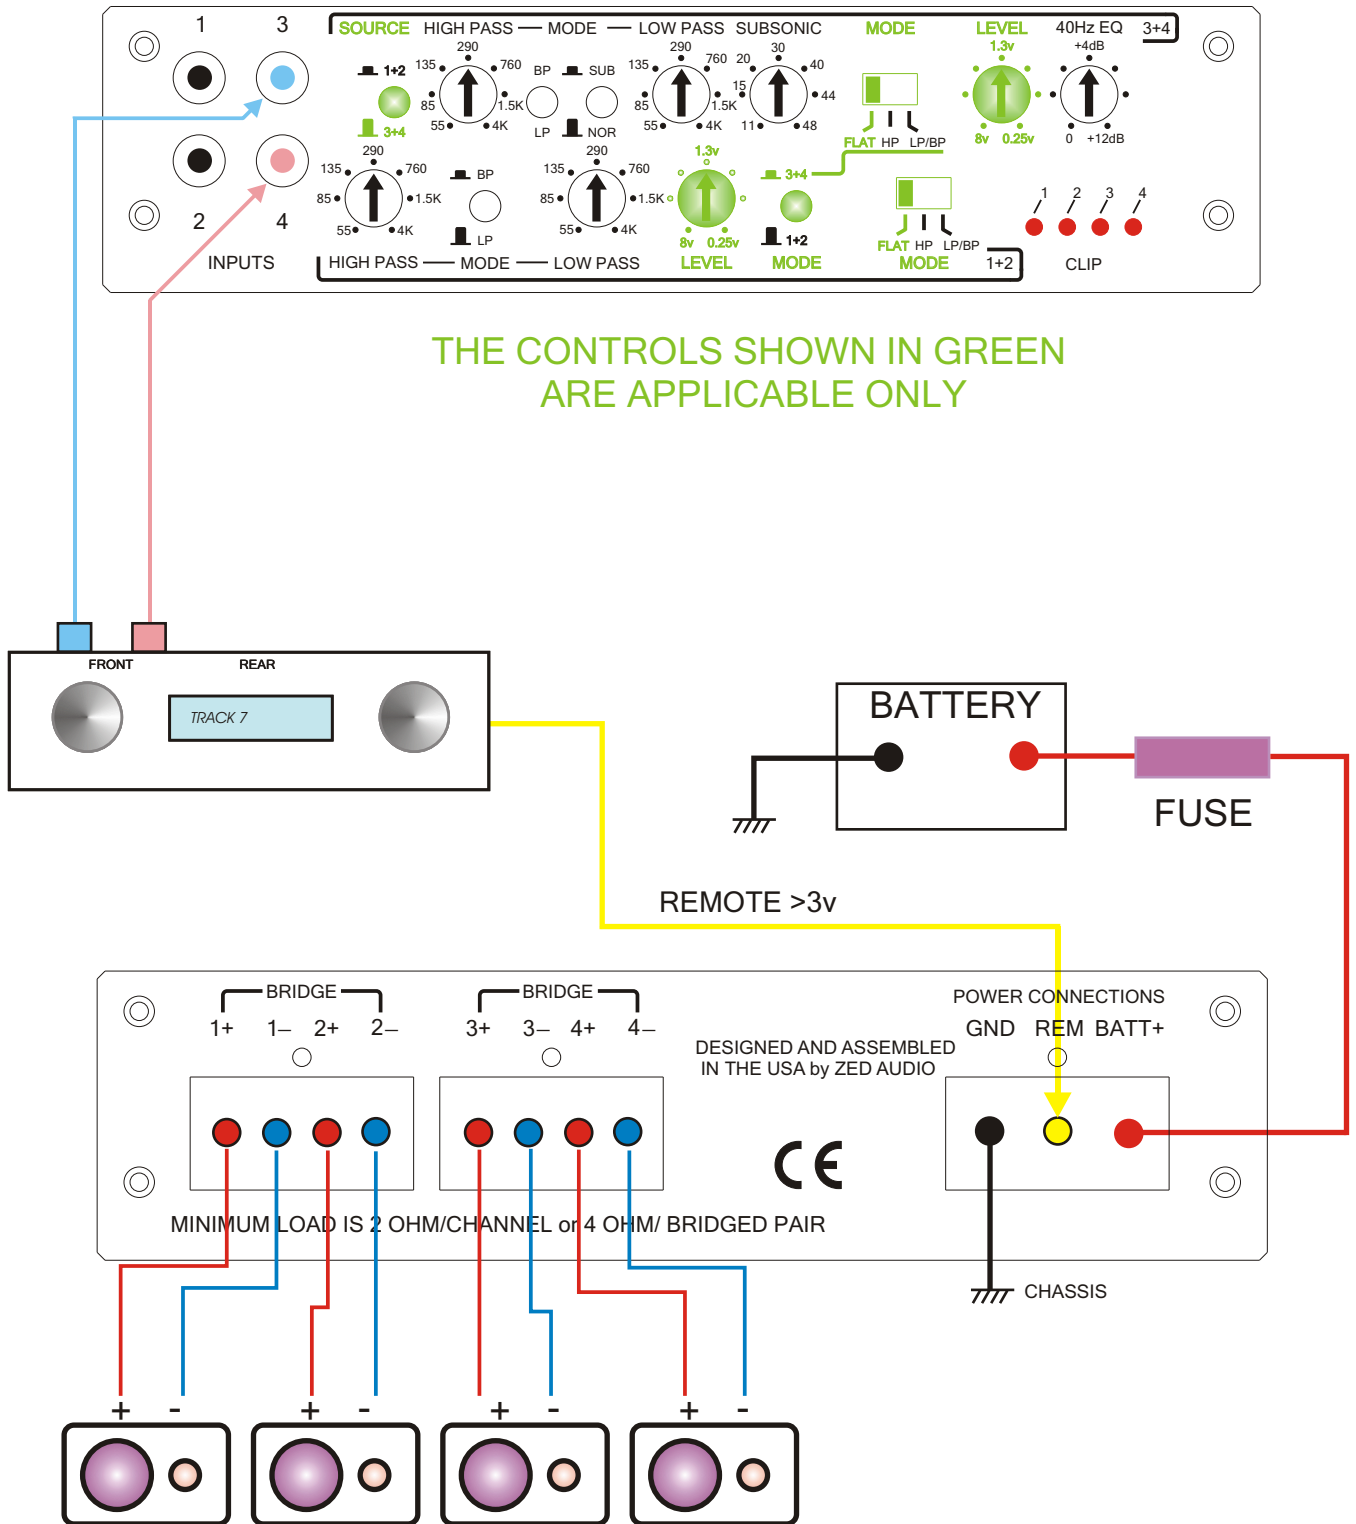 1 3
SOURCE HIGH PASS MODE LOW PASS SUBSONIC MODE LEVEL 40Hz EQ 3+4
1+2
3+4
290
135 760
85 1.5K
55 4K
BP
LP
SUB
NOR
290
135 760
85 1.5K
55 4K
30
20 40
15 44
11 48
FLAT HP LP/BP
1.3v
8v 0.25v
+4dB
0 +12dB
2 4
INPUTS
290
135 760
85 1.5K
55 4K
BP
LP
290
135 760
85 1.5K
55 4K
1.3v
8v 0.25v
3+4
1+2
FLAT HP LP/BP
1 2 3 4
HIGH PASS MODE LOW PASS LEVEL MODE MODE 1+2 CLIP
THE CONTROLS SHOWN IN GREEN
ARE APPLICABLE ONLY
FRONT REAR
TRACK 7
BATTERY
FUSE
REMOTE >3v
BRIDGE BRIDGE
1+ 1– 2+ 2– 3+ 3– 4+ 4–
POWER CONNECTIONS
GND REM BATT+
DESIGNED AND ASSEMBLED
IN THE USA by ZED AUDIO
CE
MINIMUM LOAD IS 2 OHM/CHANNEL or 4 OHM/ BRIDGED PAIR
CHASSIS
+ - + - + - + -